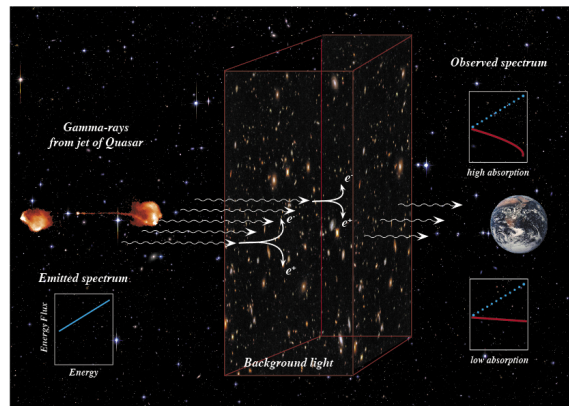 Gamma-rays
from jet of Quasar
Emitted spectrum
Energy Flux
Energy
e-
e+
e-
e+
Background light
Observed spectrum
high absorption
low absorption